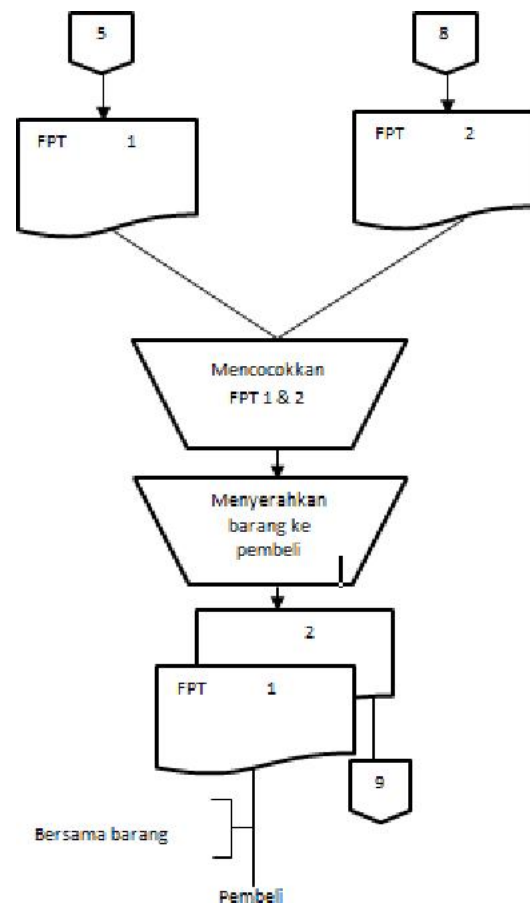 5
8
FPT 1
FPT 2
Mencocokkan
FPT 1 & 2
Menyerahkan
barang ke
pembeli
2
FPT 1
9
Bersama barang
Pembeli